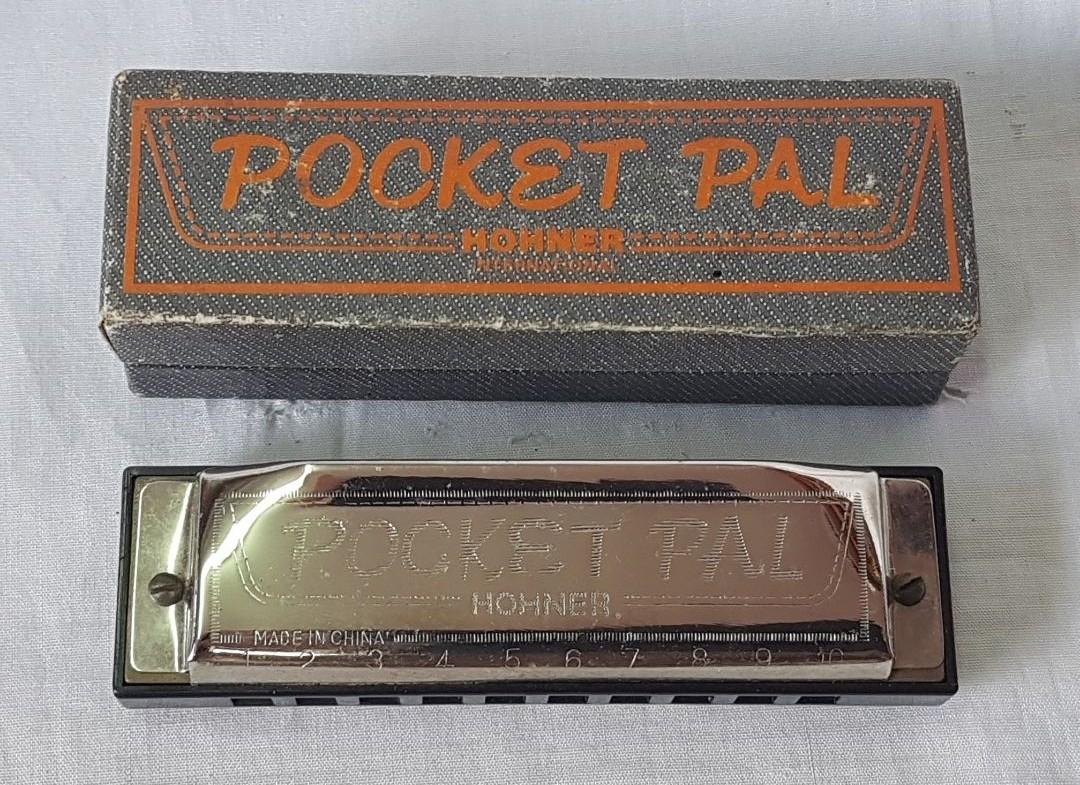 POCKET PAL
HOHNER
INTERNATIONAL
POCKET PAL
HOHNER.
MADE IN CHINA
1 2 3 4 5 6 7 8 9 10